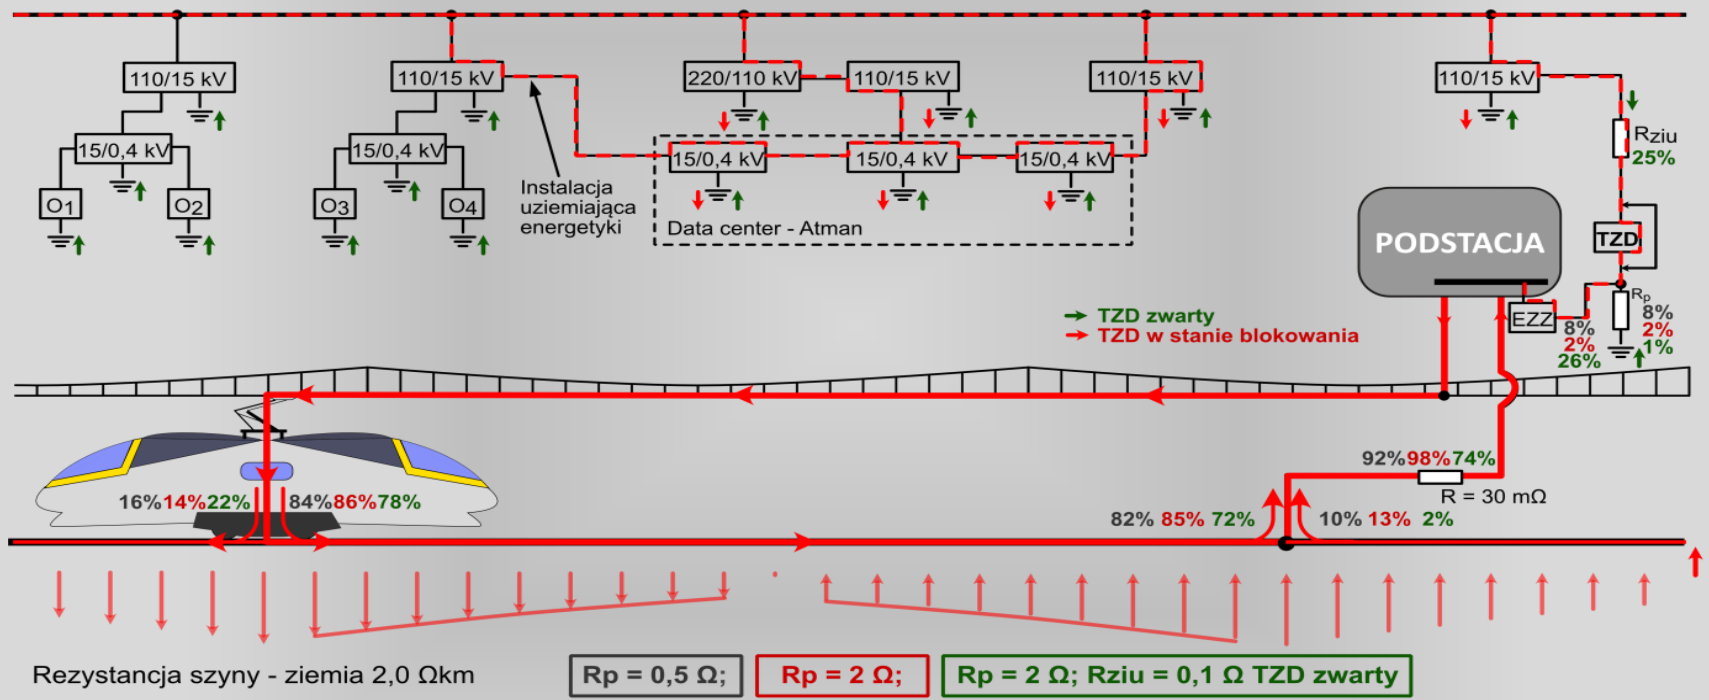 110/15 kV
110/15 kV
220/110 kV
110/15 kV
110/15 kV
110/15 kV
15/0,4 kV
15/0,4 kV
15/0,4 kV
15/0,4 kV
15/0,4 kV
Rziu
25%
O1
O2
O3
O4
Instalacja
uziemiająca
energetyki
Data center - Atman
PODSTACJA
TZD
EZZ
Rp
8%
2%
1%
8%
2%
26%
TZD zwarty
TZD w stanie blokowania
92% 98% 74%
R = 30 mΩ
16% 14% 22%
84% 86% 78%
82% 85% 72%
10% 13% 2%
Rezystancja szyny - ziemia 2,0 Ωkm
Rp = 0,5 Ω;
Rp = 2 Ω;
Rp = 2 Ω; Rziu = 0,1 Ω TZD zwarty